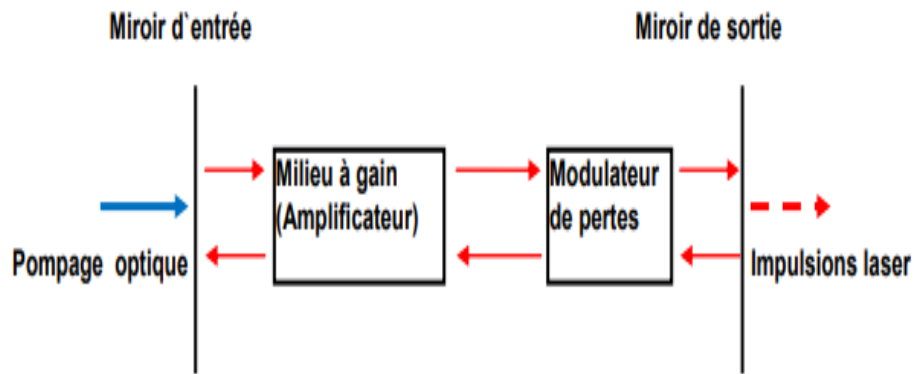 Miroir d`entrée
Miroir de sortie
Milieu à gain
(Amplificateur)
Modulateur
de pertes
Pompage optique
Impulsions laser